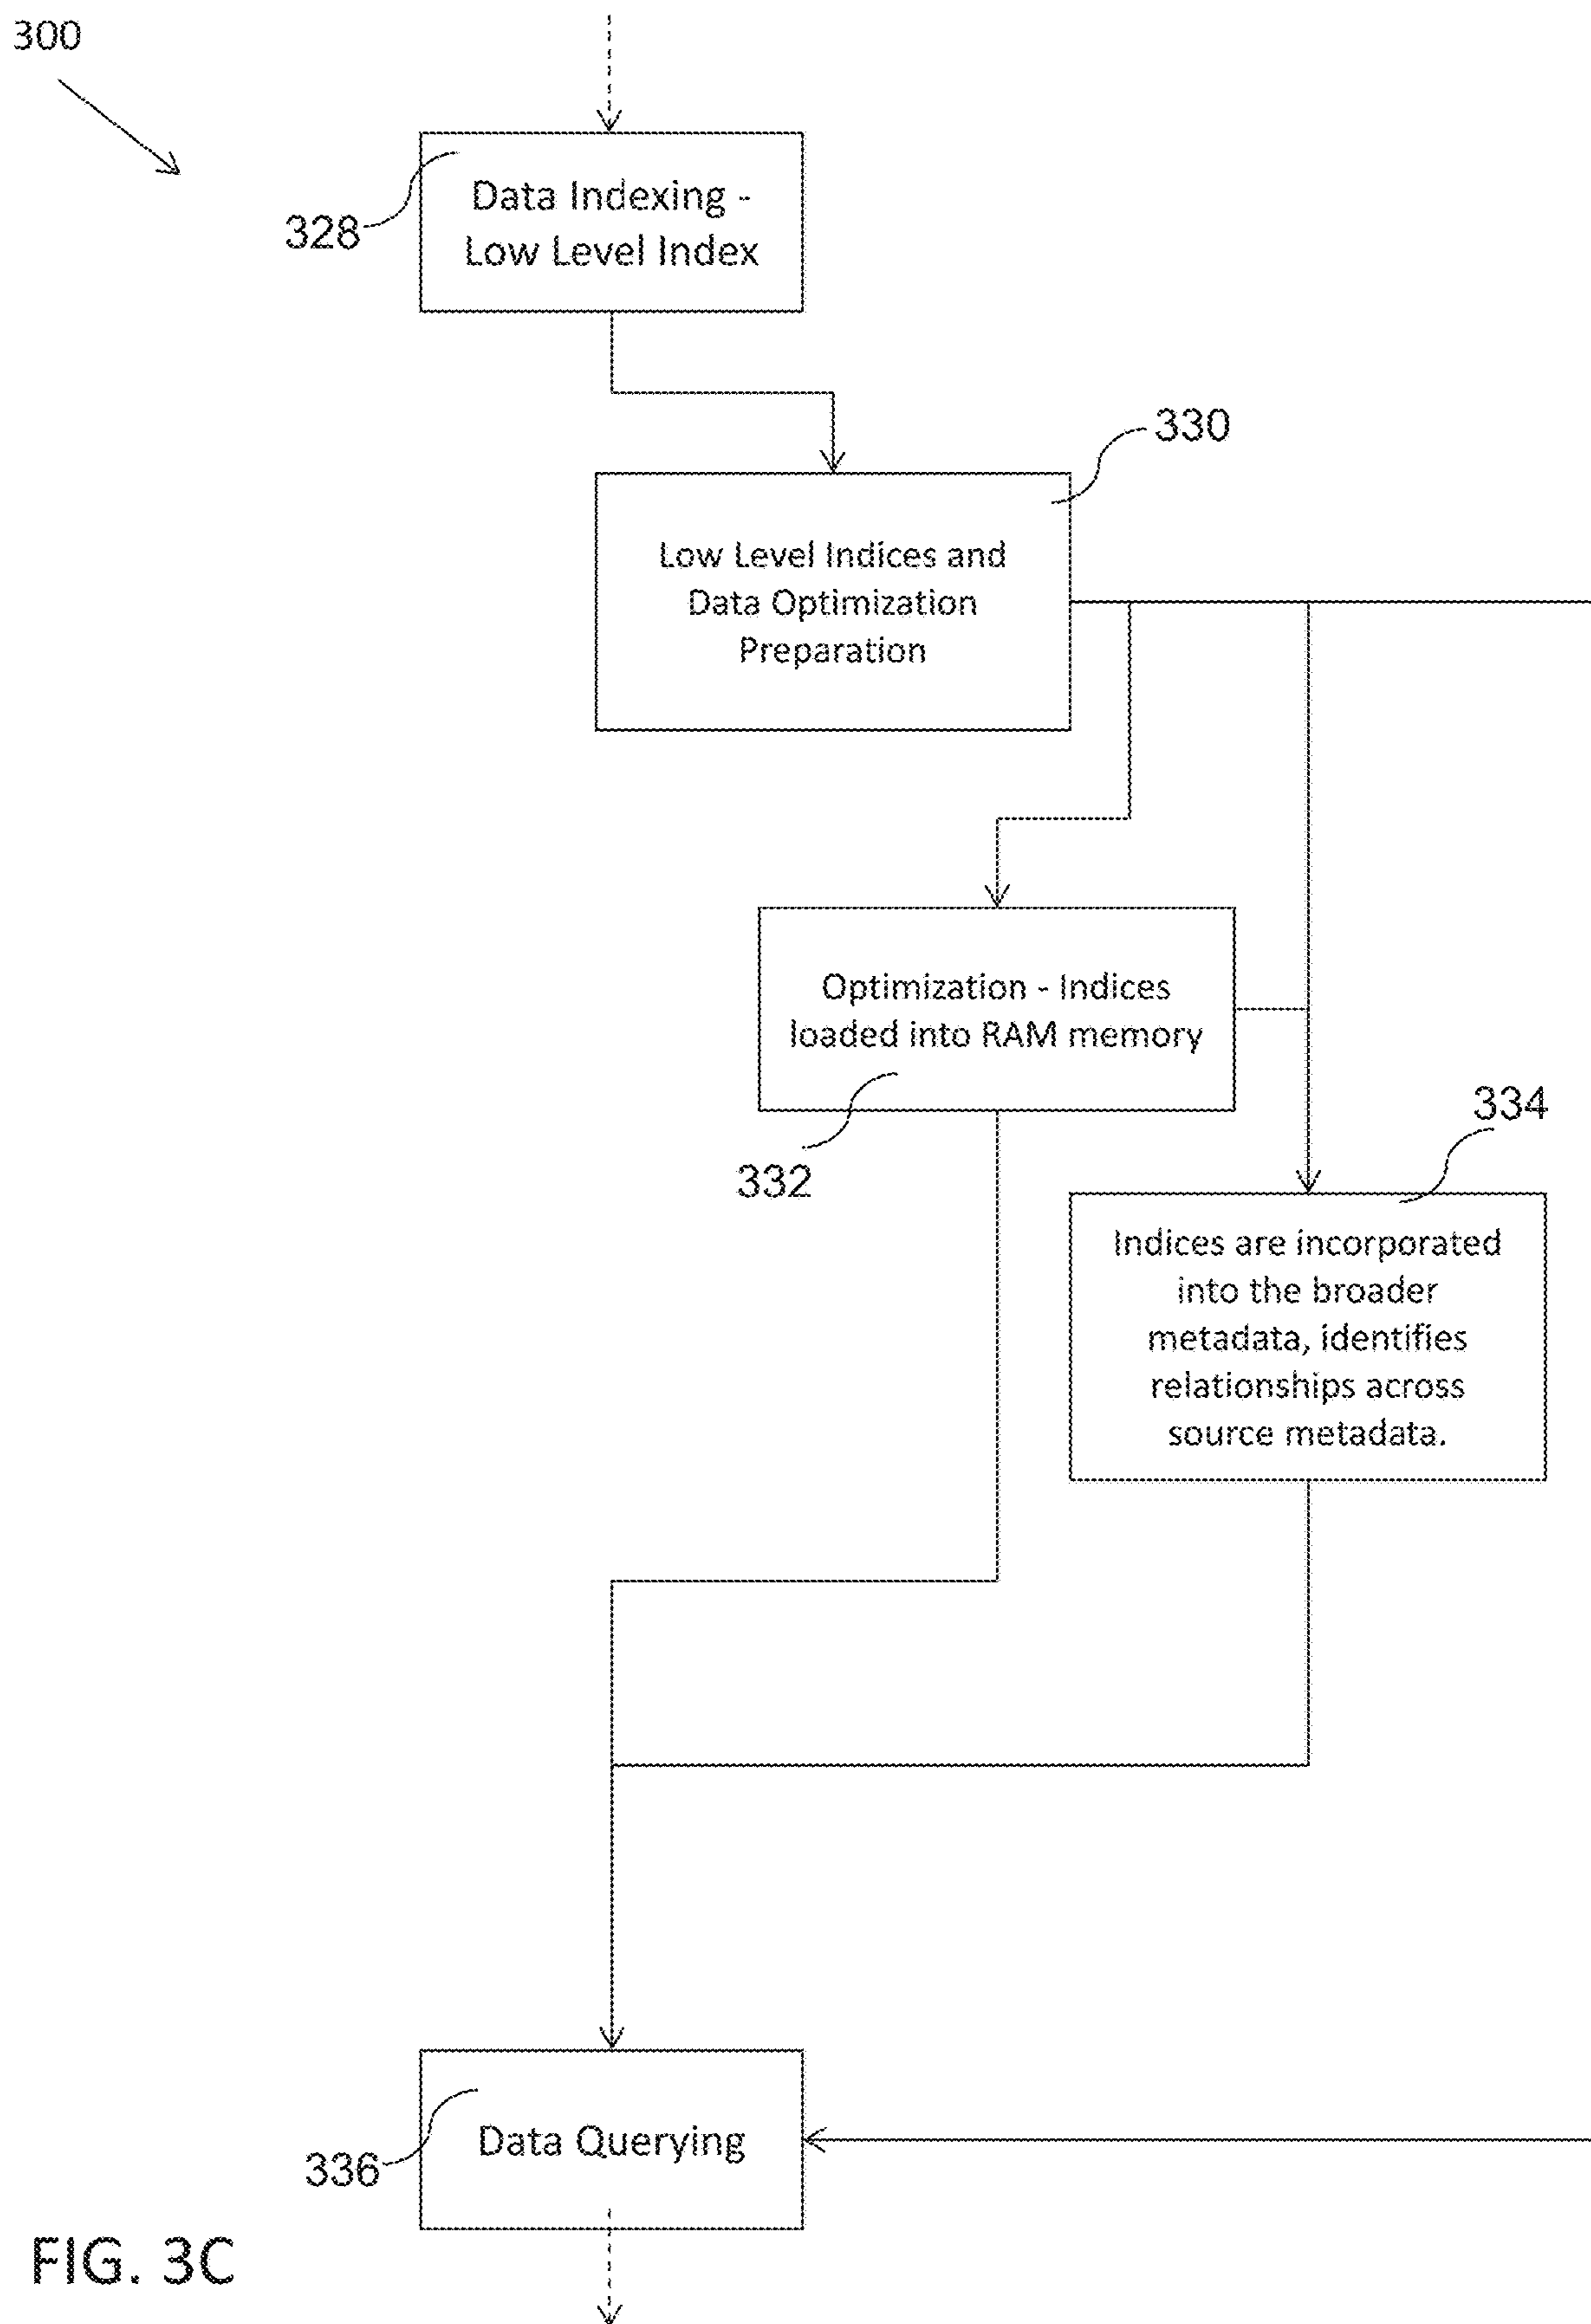 300
328
Data Indexing -
Low Level Index
330
Low Level Indices and
Data Optimization
Preparation
Optimization - Indices
loaded into RAM memory
332
334
Indices are incorporated
into the broader
metadata, identifies
relationships across
source metadata.
336
Data Querying
FIG. 3C